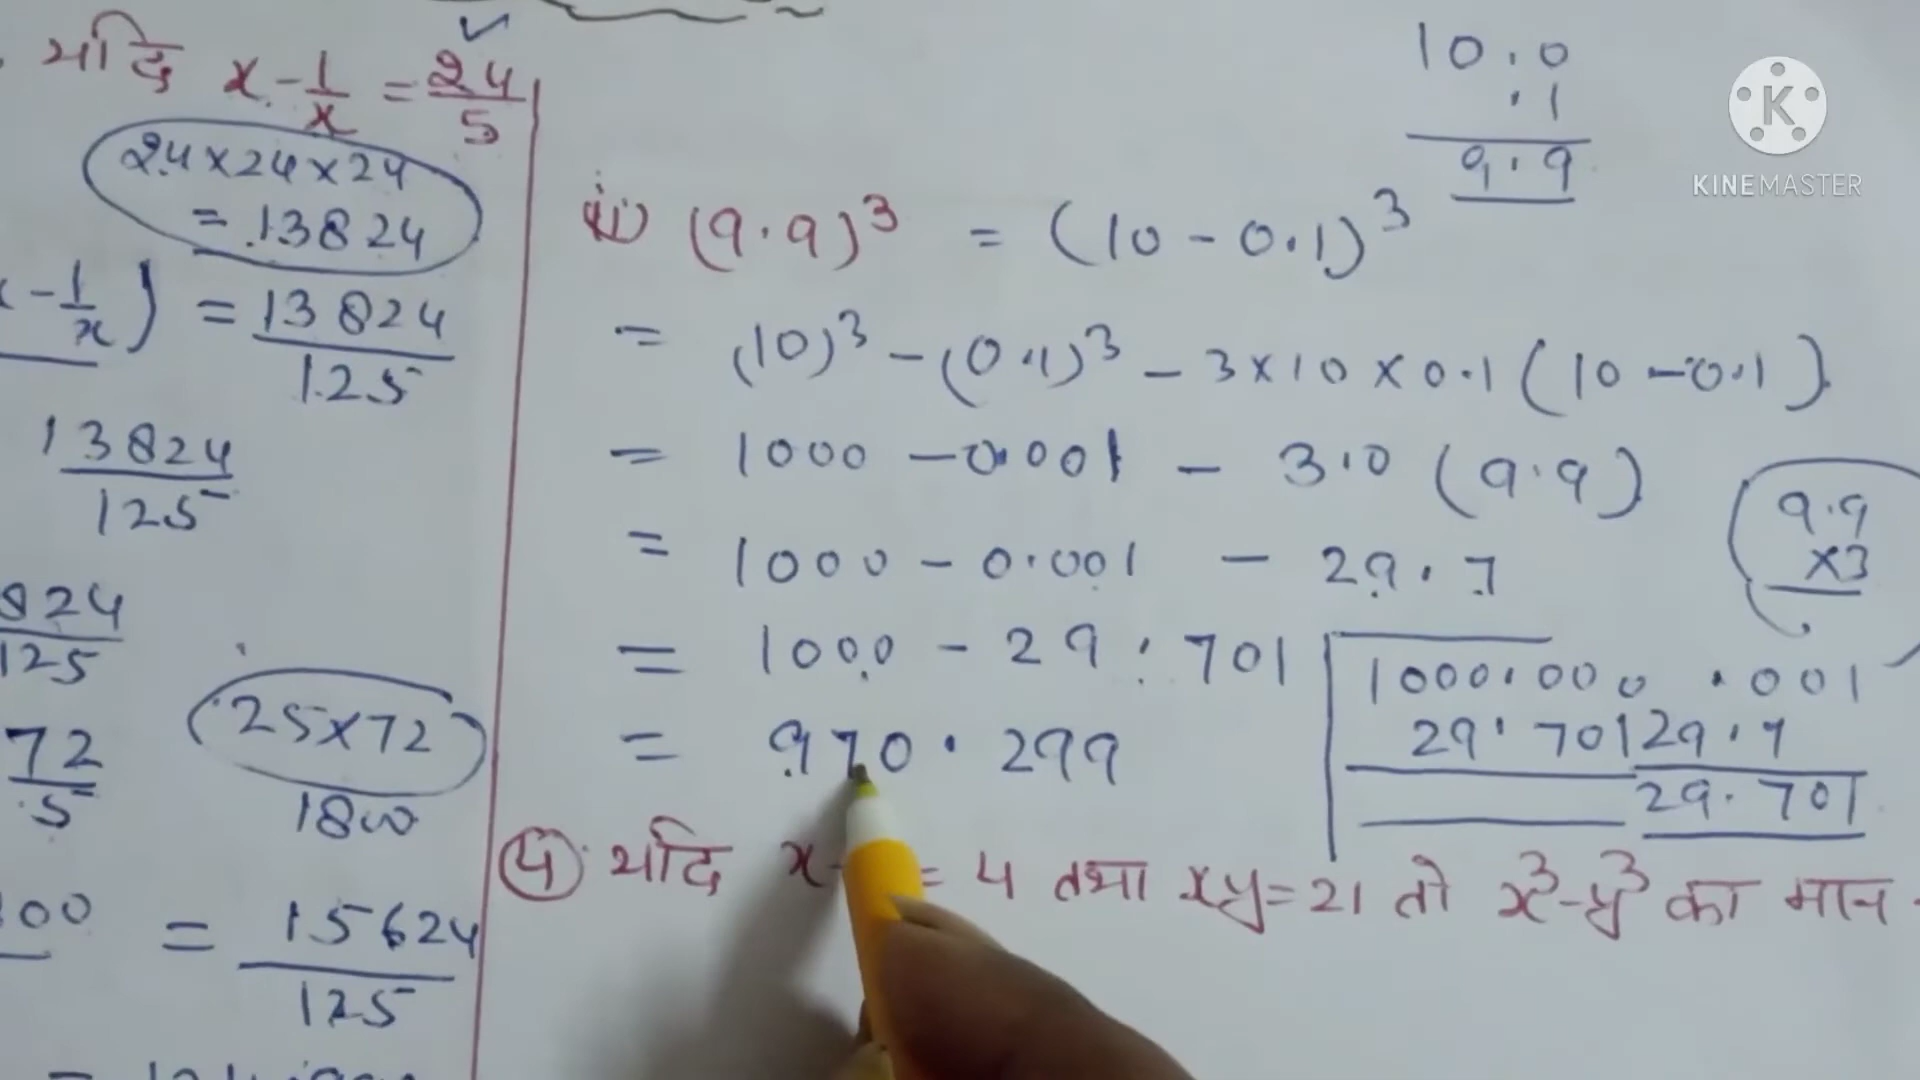 यदि x - 1/x = 24/5
24×24×24
= 13824
- 1/x) = 13824/125
13824/125
824/125
72/5
25×72
1800
00 = 15624/125
10.0
.1
9.9
ii) (9.9)³ = (10 - 0.1)³
= (10)³ - (0.1)³ - 3×10×0.1 (10 - 0.1)
= 1000 - 0.001 - 3.0 (9.9)
= 1000 - 0.001 - 29.7
= 1000 - 29.701
= 970.299
9.9
×3
1000.000
29.701
.001
29.7
29.701
④ यदि x = 4 तथा xy=21 तो x³-y³ का मान
KINEMASTER